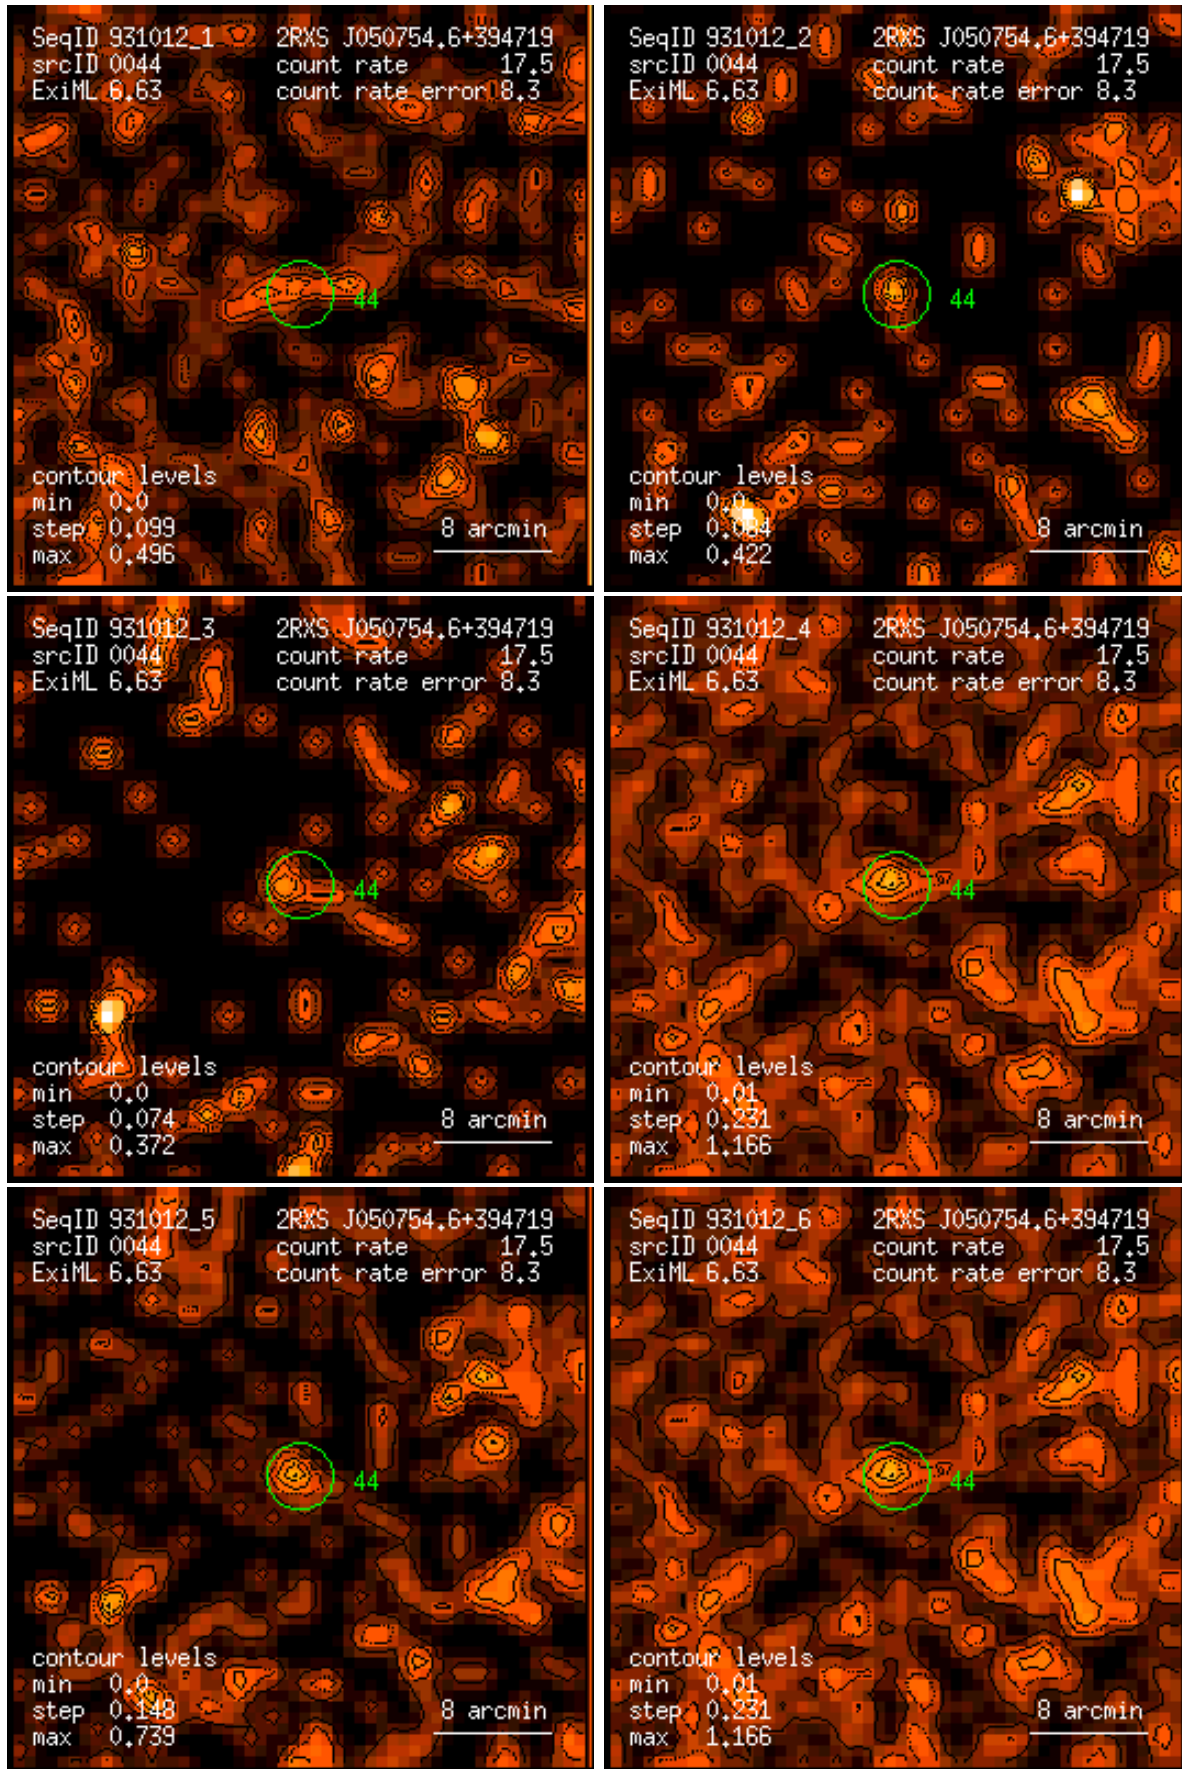 SeqID 931012_1 2RXS J050754.6+394719
srcID 0044 count rate 17.5
ExiML 6.63 count rate error 8.3
44
contour levels
min 0.0
step 0.099 8 arcmin
max 0.496
SeqID 931012_2 2RXS J050754.6+394719
srcID 0044 count rate 17.5
ExiML 6.63 count rate error 8.3
44
contour levels
min 0.0
step 0.084 8 arcmin
max 0.422
SeqID 931012_3 2RXS J050754.6+394719
srcID 0044 count rate 17.5
ExiML 6.63 count rate error 8.3
44
contour levels
min 0.0
step 0.074 8 arcmin
max 0.372
SeqID 931012_4 2RXS J050754.6+394719
srcID 0044 count rate 17.5
ExiML 6.63 count rate error 8.3
44
contour levels
min 0.01
step 0.231 8 arcmin
max 1.166
SeqID 931012_5 2RXS J050754.6+394719
srcID 0044 count rate 17.5
ExiML 6.63 count rate error 8.3
44
contour levels
min 0.0
step 0.148 8 arcmin
max 0.739
SeqID 931012_6 2RXS J050754.6+394719
srcID 0044 count rate 17.5
ExiML 6.63 count rate error 8.3
44
contour levels
min 0.01
step 0.231 8 arcmin
max 1.166